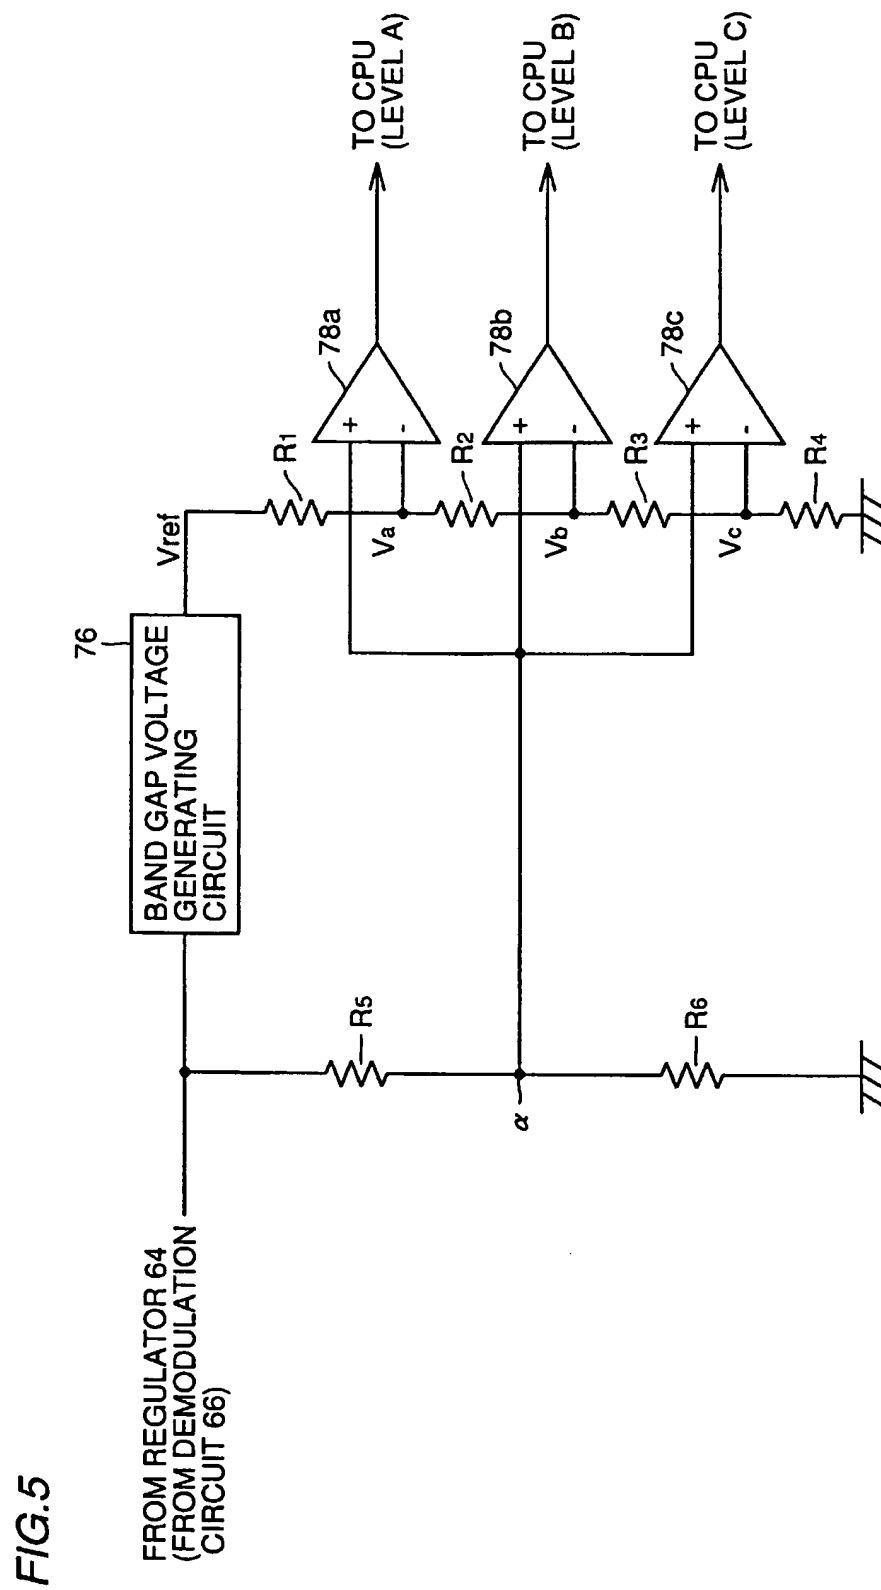 FIG.5
FROM REGULATOR 64
(FROM DEMODULATION
CIRCUIT 66)
76
BAND GAP VOLTAGE
GENERATING
CIRCUIT
Vref
R1
R2
R3
R4
R5
R6
α
Va
Vb
Vc
78a
+
-
78b
+
-
78c
+
-
TO CPU
(LEVEL A)
TO CPU
(LEVEL B)
TO CPU
(LEVEL C)